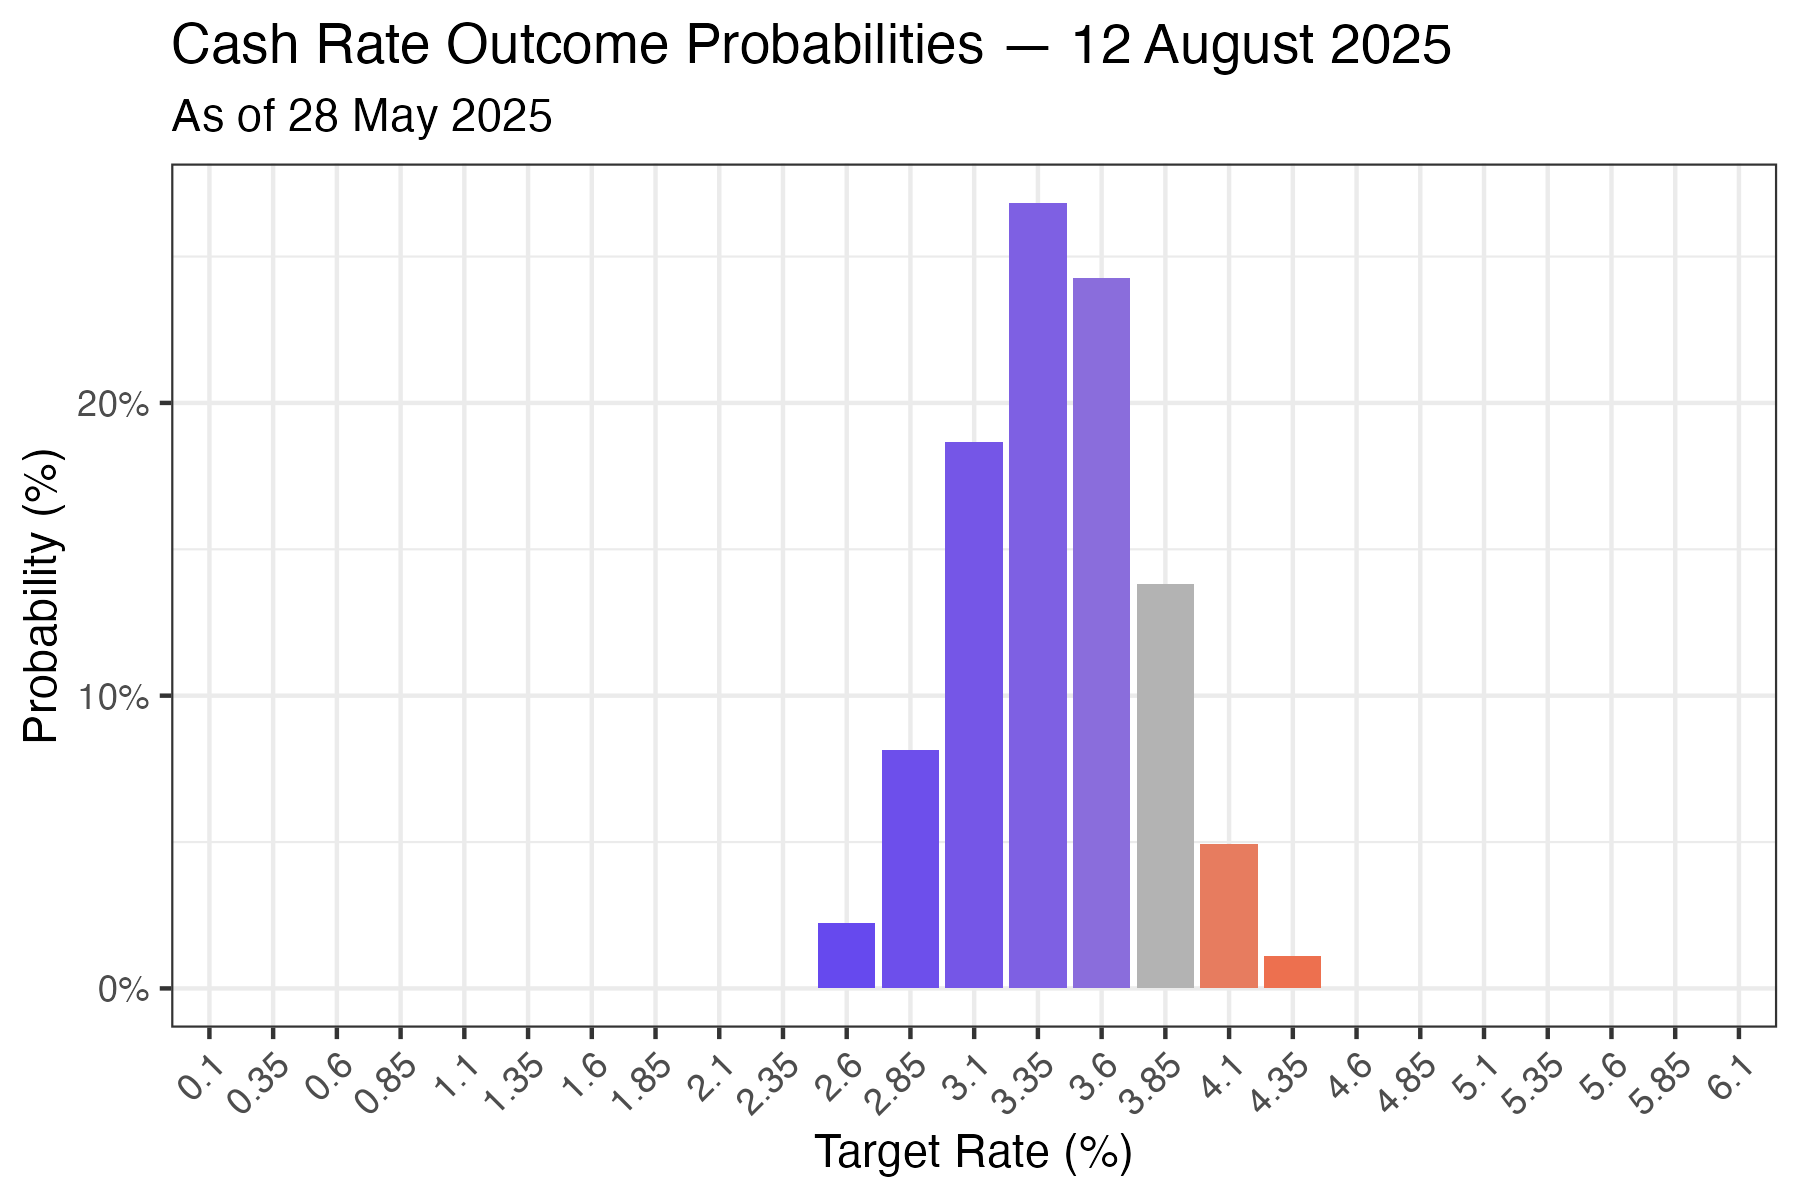 Cash Rate Outcome Probabilities — 12 August 2025
As of 28 May 2025
Probability (%)
20%
10%
0%
0.1 0.35 0.6 0.85 1.1 1.35 1.6 1.85 2.1 2.35 2.6 2.85 3.1 3.35 3.6 3.85 4.1 4.35 4.6 4.85 5.1 5.35 5.6 5.85 6.1
Target Rate (%)